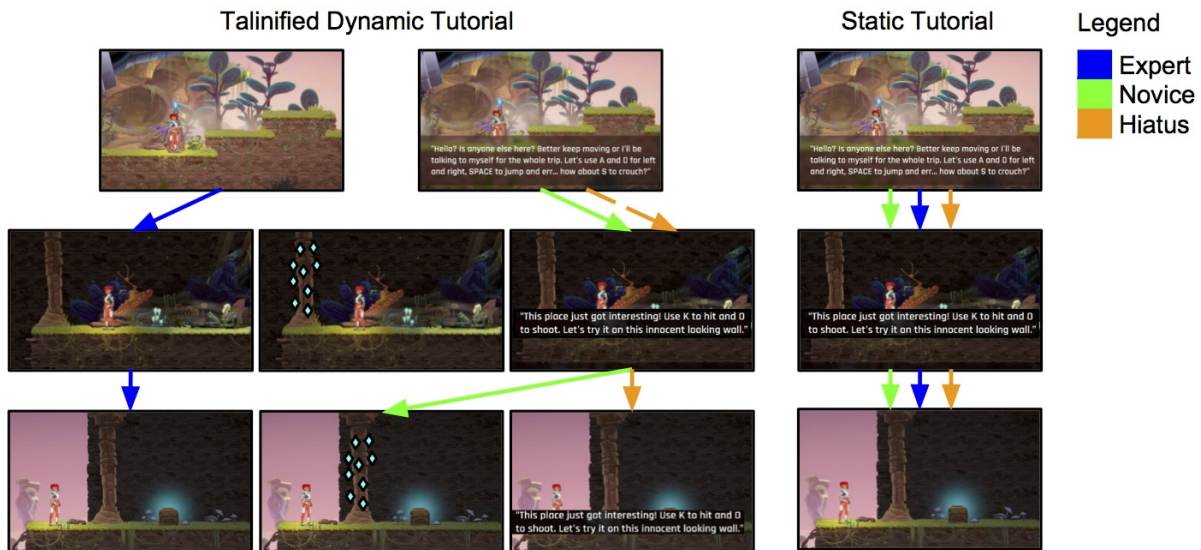 Talinified Dynamic Tutorial
Static Tutorial
Legend
Expert
Novice
Hiatus
"Hello? Is anyone else here? Better keep moving or I'll be
talking to myself for the whole trip. Let's use A and D for left
and right, SPACE to jump and err... how about S to crouch?"
"Hello? Is anyone else here? Better keep moving or I'll be
talking to myself for the whole trip. Let's use A and D for left
and right, SPACE to jump and err... how about S to crouch?"
"This place just got interesting! Use K to hit and O
to shoot. Let's try it on this innocent looking wall."
"This place just got interesting! Use K to hit and O
to shoot. Let's try it on this innocent looking wall."
"This place just got interesting! Use K to hit and O
to shoot. Let's try it on this innocent looking wall."